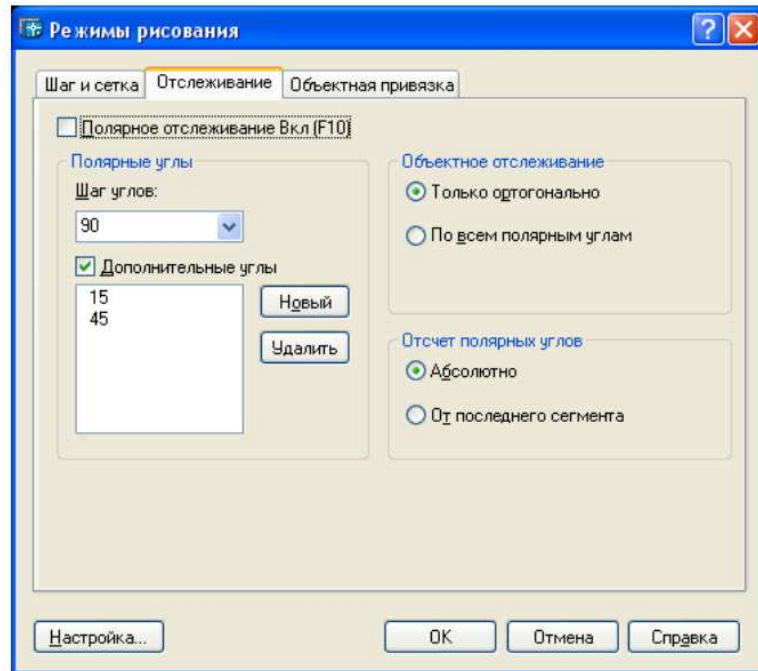 Режимы рисования
Шаг и сетка Отслеживание Объектная привязка
Полярное отслеживание Вкл (F10)
Полярные углы
Шаг углов:
90
Дополнительные углы
15
45
Новый
Удалить
Объектное отслеживание
Только ортогонально
По всем полярным углам
Отсчет полярных углов
Абсолютно
От последнего сегмента
Настройка... ОК Отмена Справка